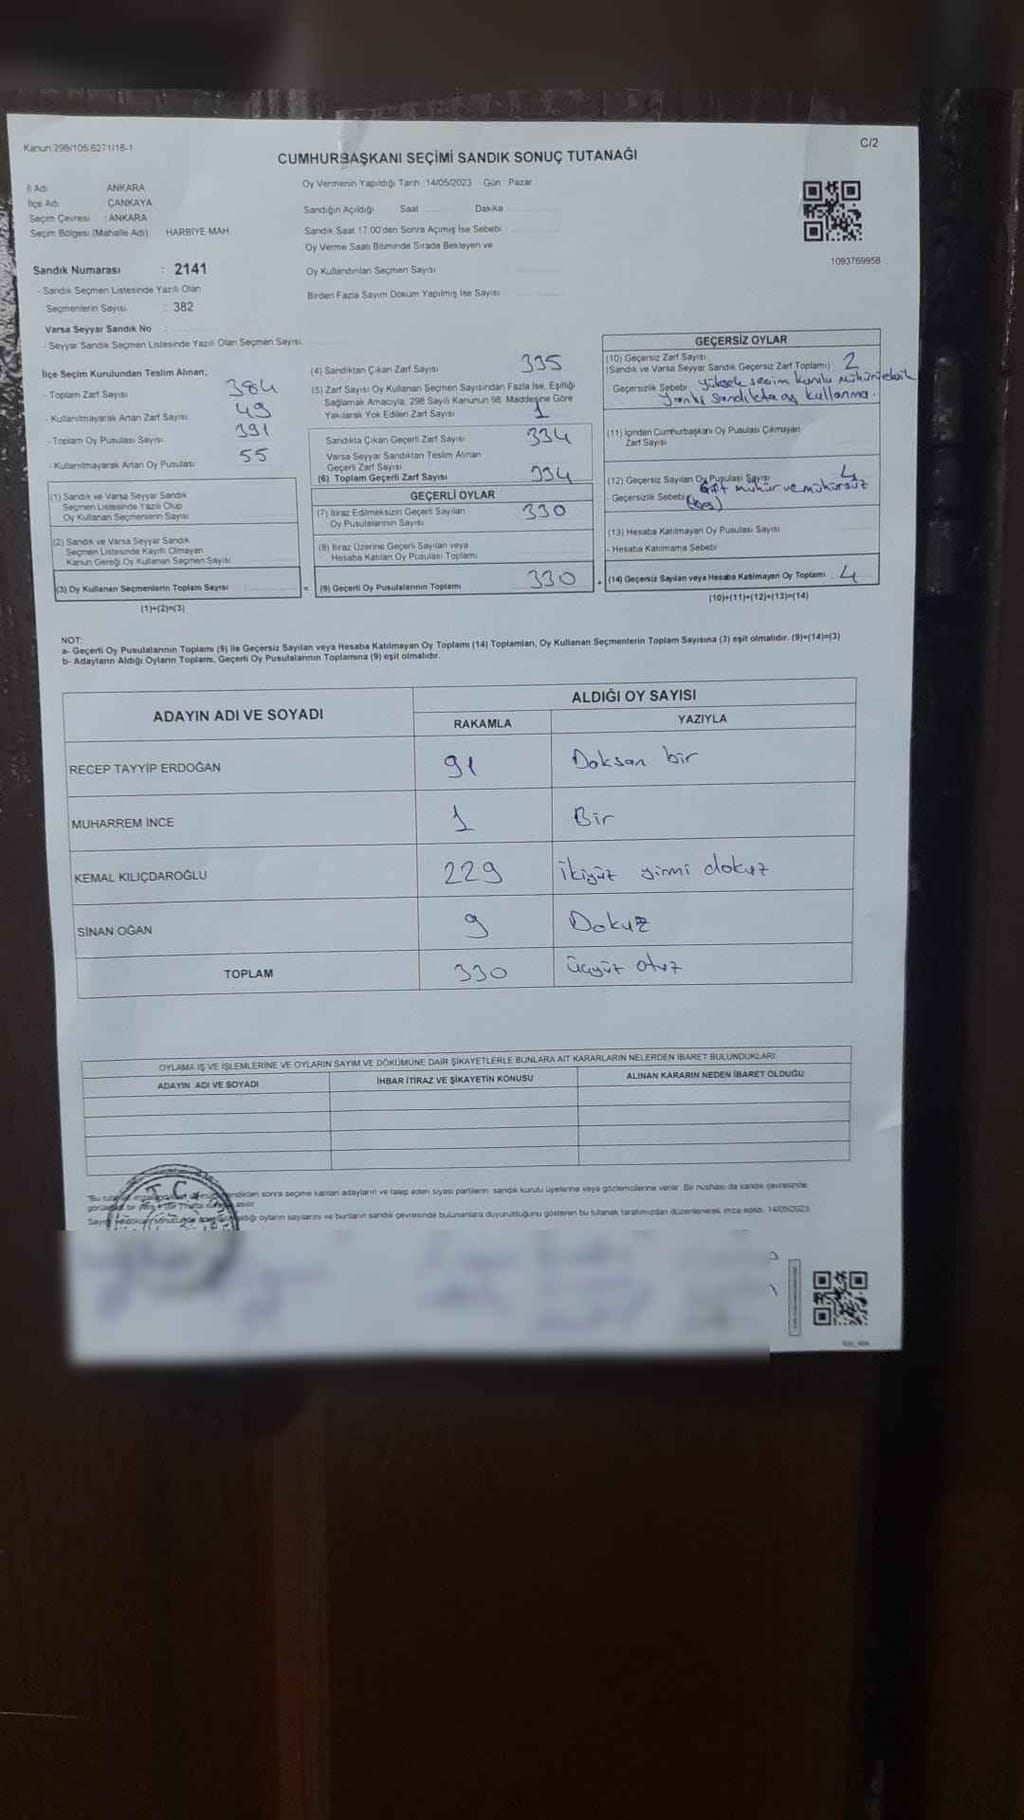 Kanun 298/105 6271/18-1
C/2
CUMHURBAŞKANI SEÇİMİ SANDIK SONUÇ TUTANAĞI
İl Adı ANKARA
İlçe Adı ÇANKAYA
Seçim Çevresi : ANKARA
Seçim Bölgesi (Mahalle Adı) HARBİYE MAH
Sandık Numarası : 2141
- Sandık Seçmen Listesinde Yazılı Olan
Seçmenlerin Sayısı : 382
Varsa Seyyar Sandık No :
- Seyyar Sandık Seçmen Listesinde Yazılı Olan Seçmen Sayısı
Oy Vermenin Yapıldığı Tarih 14/05/2023 Gün Pazar
Sandığın Açıldığı Saat Dakika
Sandık Saat 17:00'den Sonra Açılmış İse Sebebi
Oy Verme Saati Bitiminde Sırada Bekleyen ve
Oy Kullandırılan Seçmen Sayısı
Birden Fazla Sayım Döküm Yapılmış İse Sayısı
1093769958
İlçe Seçim Kurulundan Teslim Alınan;
- Toplam Zarf Sayısı 384
- Kullanılmayarak Artan Zarf Sayısı 49
- Toplam Oy Pusulası Sayısı 391
- Kullanılmayarak Artan Oy Pusulası 55
(1) Sandık ve Varsa Seyyar Sandık
Seçmen Listesinde Yazılı Olup
Oy Kullanan Seçmenlerin Sayısı
(2) Sandık ve Varsa Seyyar Sandık
Seçmen Listesinde Kayıtlı Olmayan
Kanun Gereği Oy Kullanan Seçmen Sayısı
(3) Oy Kullanan Seçmenlerin Toplam Sayısı
(1)+(2)=(3)
(4) Sandıktan Çıkan Zarf Sayısı 335
(5) Zarf Sayısı Oy Kullanan Seçmen Sayısından Fazla İse, Eşitliği
Sağlamak Amacıyla, 298 Sayılı Kanunun 98. Maddesine Göre
Yakılarak Yok Edilen Zarf Sayısı 1
Sandıkta Çıkan Geçerli Zarf Sayısı 334
Varsa Seyyar Sandıktan Teslim Alınan
Geçerli Zarf Sayısı
(6) Toplam Geçerli Zarf Sayısı 334
GEÇERLİ OYLAR
(7) İtiraz Edilmeksizin Geçerli Sayılan
Oy Pusulalarının Sayısı 330
(8) İtiraz Üzerine Geçerli Sayılan veya
Hesaba Katılan Oy Pusulası Toplamı
= (9) Geçerli Oy Pusulalarının Toplamı 330
GEÇERSİZ OYLAR
(10) Geçersiz Zarf Sayısı
(Sandık ve Varsa Seyyar Sandık Geçersiz Zarf Toplamı) 2
Geçersizlik Sebebi yüksek seçim kurulu mühürü eksik
yanlış sandıkta oy kullanma.
(11) İçinden Cumhurbaşkanı Oy Pusulası Çıkmayan
Zarf Sayısı
(12) Geçersiz Sayılan Oy Pusulası Sayısı 4
- Geçersizlik Sebebi çift mühür ve mühürsüz
(boş)
(13) Hesaba Katılmayan Oy Pusulası Sayısı
- Hesaba Katılmama Sebebi
+ (14) Geçersiz Sayılan veya Hesaba Katılmayan Oy Toplamı 4
(10)+(11)+(12)+(13)=(14)
NOT:
a- Geçerli Oy Pusulalarının Toplamı (9) ile Geçersiz Sayılan veya Hesaba Katılmayan Oy Toplamı (14) Toplamları, Oy Kullanan Seçmenlerin Toplam Sayısına (3) eşit olmalıdır. (9)+(14)=(3)
b- Adayların Aldığı Oyların Toplamı, Geçerli Oy Pusulalarının Toplamına (9) eşit olmalıdır.
ADAYIN ADI VE SOYADI
ALDIĞI OY SAYISI
RAKAMLA YAZIYLA
RECEP TAYYİP ERDOĞAN 91 Doksan bir
MUHARREM İNCE 1 Bir
KEMAL KILIÇDAROĞLU 229 ikiyüz yirmi dokuz
SİNAN OĞAN 9 Dokuz
TOPLAM 330 üçyüz otuz
OYLAMA İŞ VE İŞLEMLERİNE VE OYLARIN SAYIM VE DÖKÜMÜNE DAİR ŞİKAYETLERLE BUNLARA AİT KARARLARIN NELERDEN İBARET BULUNDUKLARI
ADAYIN ADI VE SOYADI İHBAR İTİRAZ VE ŞİKAYETİN KONUSU ALINAN KARARIN NEDEN İBARET OLDUĞU
T.C.
sonra seçime katılan adayların ve talep eden siyasi partilerin sandık kurulu üyelerine veya gözlemcilerine verilir. Bir nüshası da sandık çevresinde
oyların sayılarını ve bunların sandık çevresinde bulunanlara duyurulduğunu gösteren bu tutanak tarafımızdan düzenlenerek imza edildi. 14/05/2023